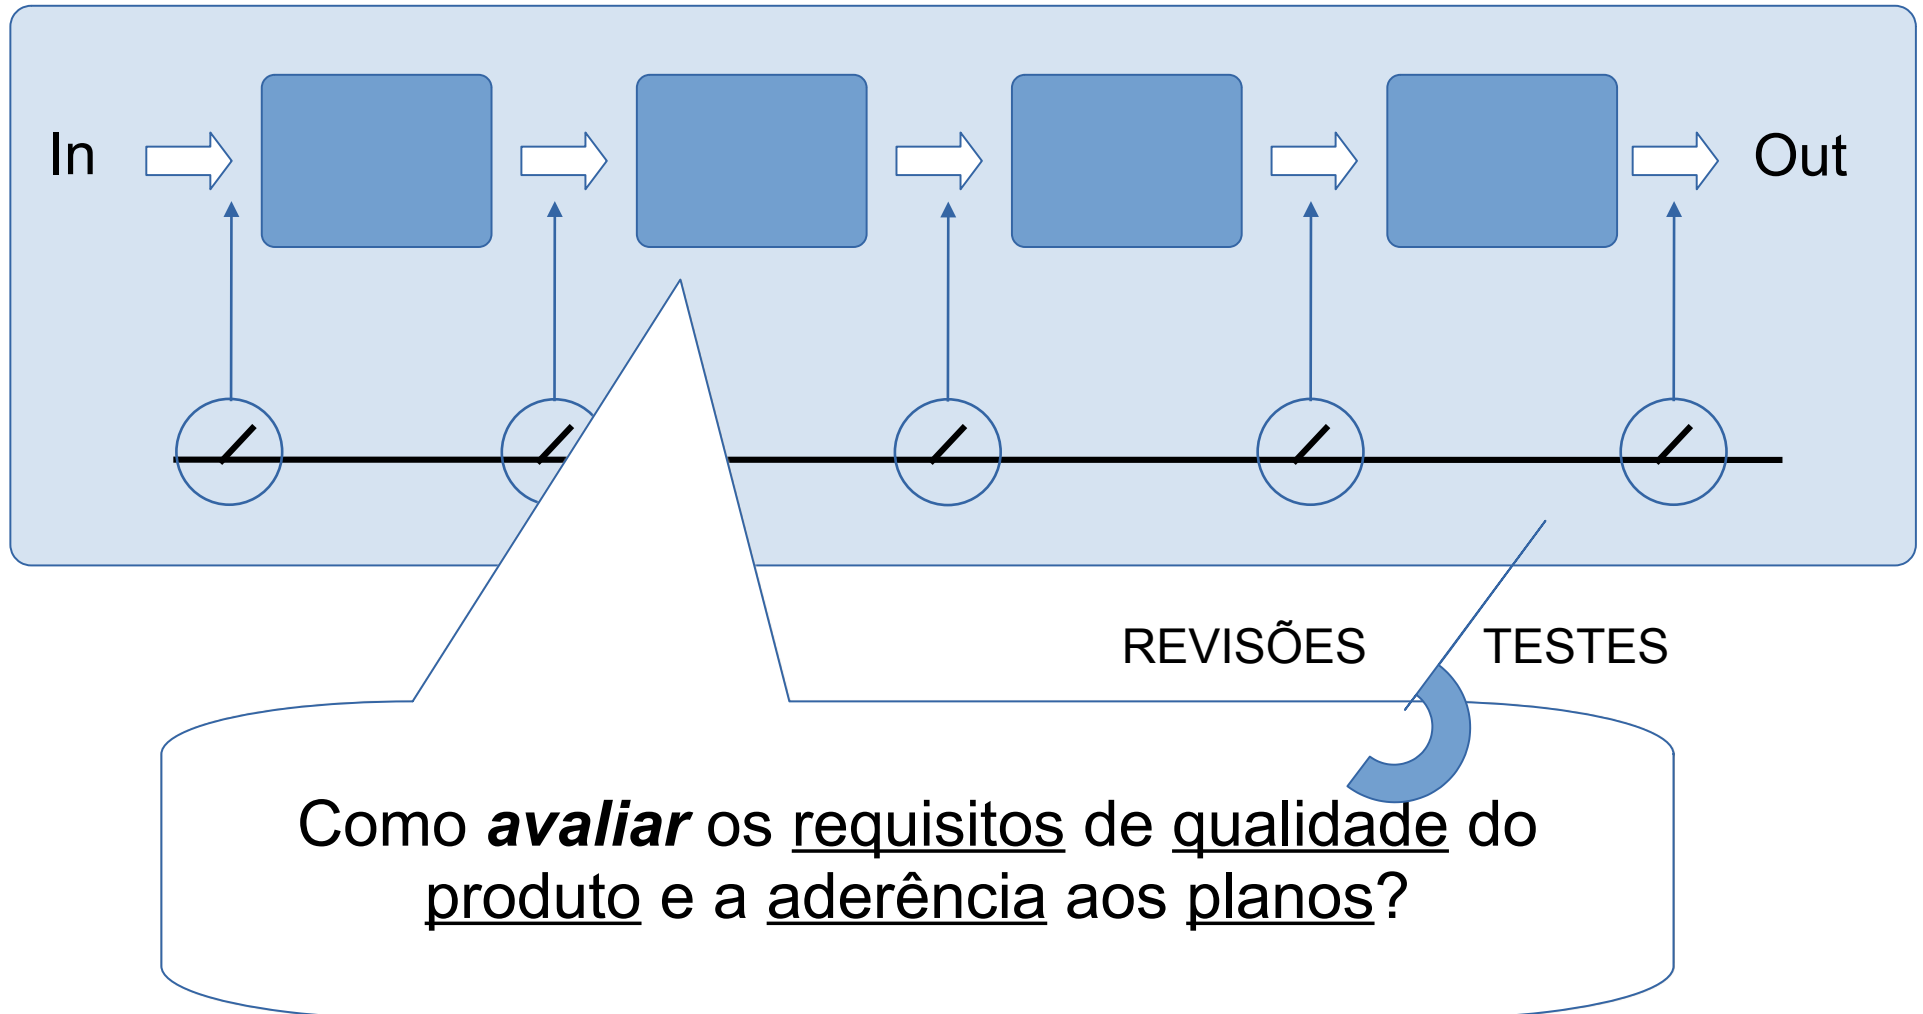 In
Out
REVISÕES
TESTES
Como avaliar os requisitos de qualidade do
produto e a aderência aos planos?